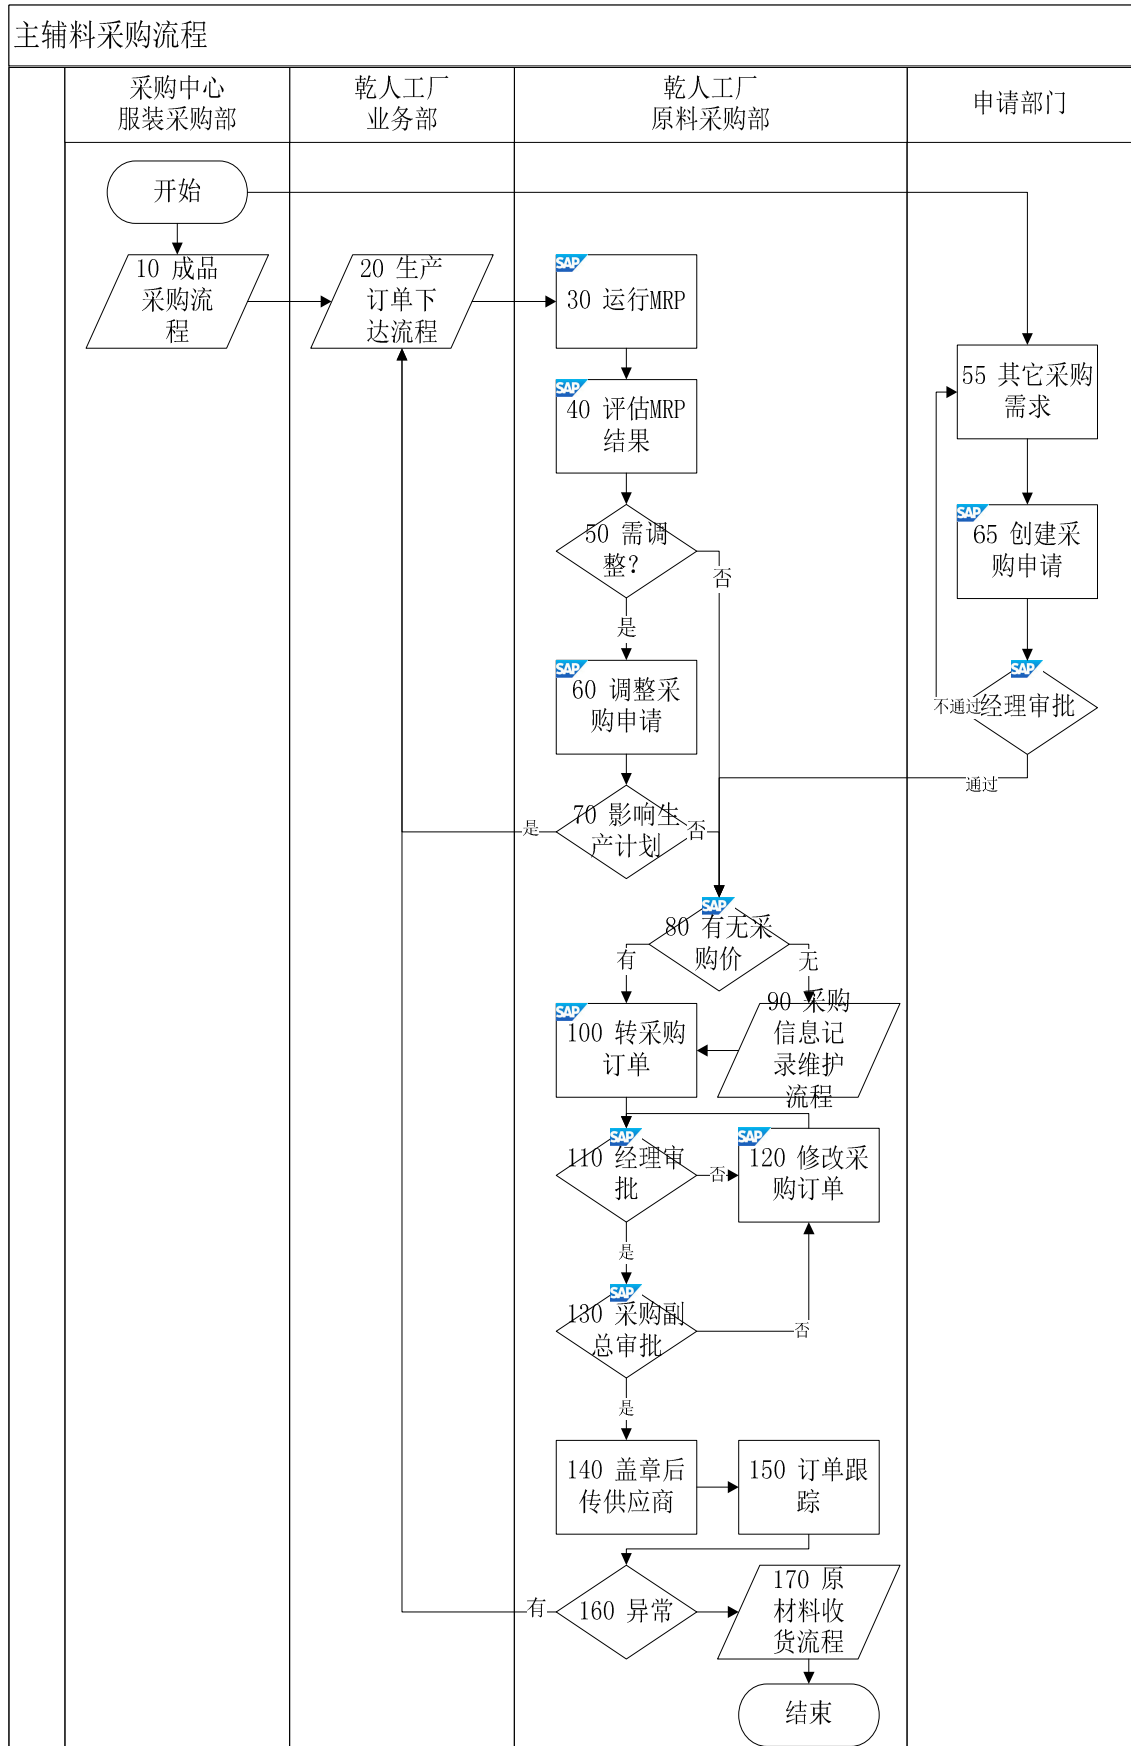 主辅料采购流程
采购中心
服装采购部
乾人工厂
业务部
乾人工厂
原料采购部
申请部门
开始
10 成品
采购流
程
20 生产
订单下
达流程
SAP
30 运行MRP
SAP
40 评估MRP
结果
55 其它采购
需求
50 需调
整?
否
是
SAP
65 创建采
购申请
SAP
60 调整采
购申请
SAP
经理审批
不通过
通过
70 影响生
产计划
是
否
SAP
80 有无采
购价
有
无
SAP
100 转采购
订单
90 采购
信息记
录维护
流程
SAP
110 经理审
批
否
SAP
120 修改采
购订单
是
SAP
130 采购副
总审批
否
是
140 盖章后
传供应商
150 订单跟
踪
160 异常
有
170 原
材料收
货流程
结束